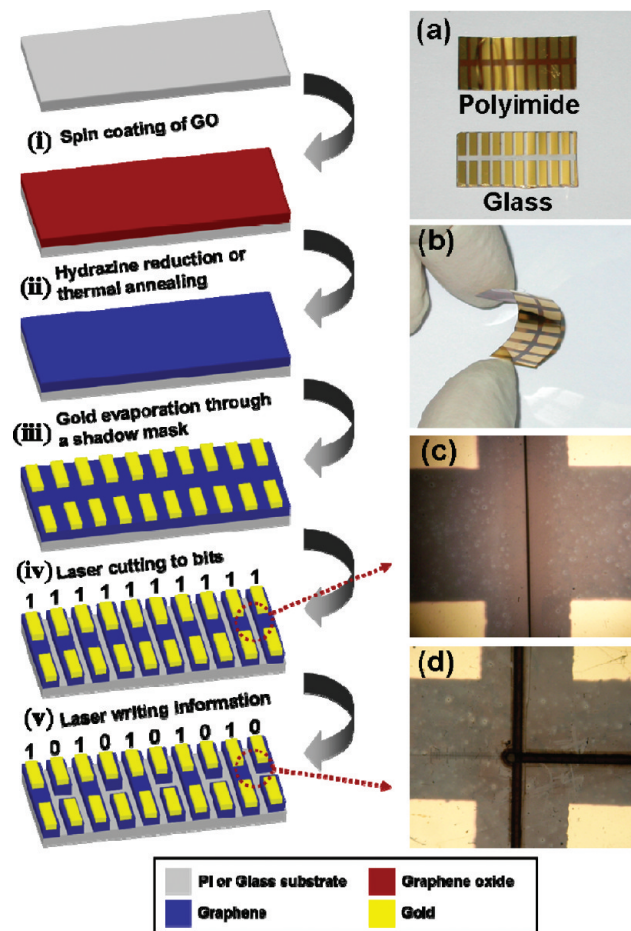 (i) Spin coating of GO
(ii) Hydrazine reduction or
thermal annealing
(iii) Gold evaporation through
a shadow mask
(iv) Laser cutting to bits
1 1 1 1 1 1 1 1 1 1
(v) Laser writing information
1 0 1 0 1 0 1 0 1 0
(a)
Polyimide
Glass
(b)
(c)
(d)
PI or Glass substrate
Graphene oxide
Graphene
Gold